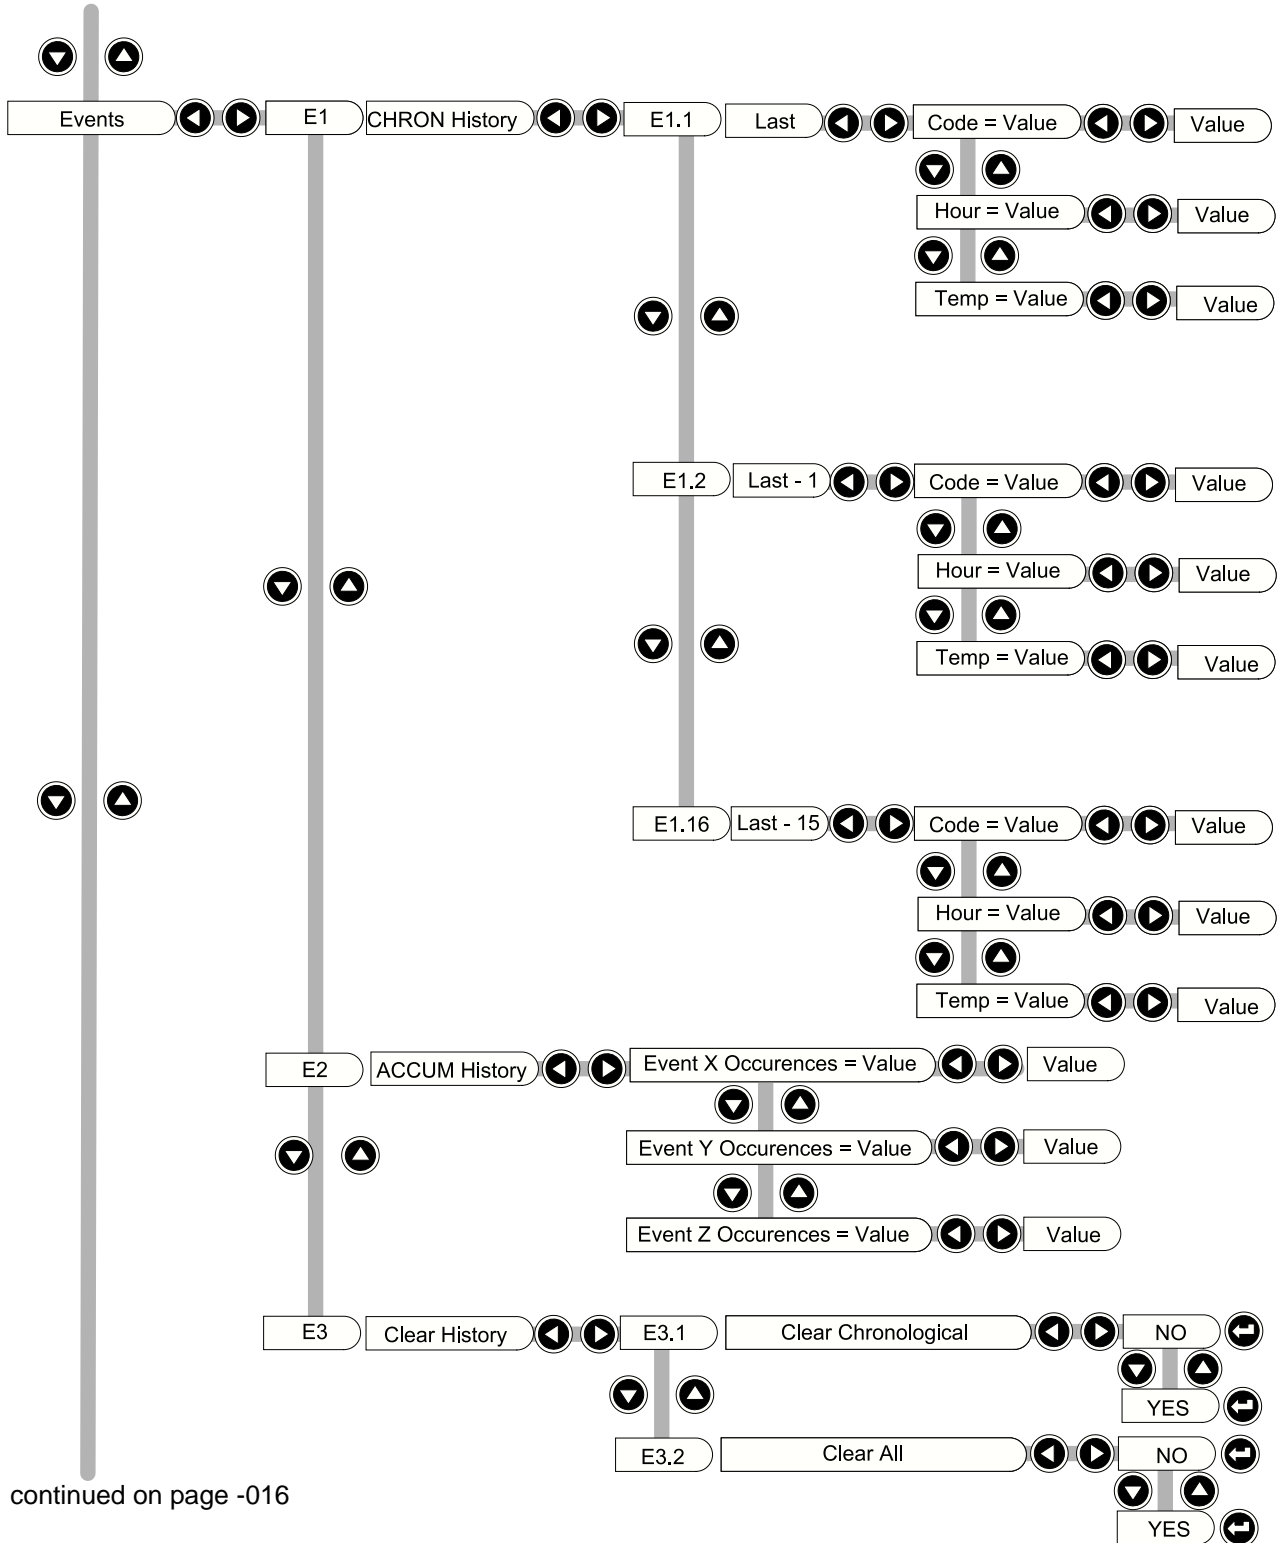 Events E1 CHRON History E1.1 Last Code = Value Value
Hour = Value Value
Temp = Value Value
E1.2 Last - 1 Code = Value Value
Hour = Value Value
Temp = Value Value
E1.16 Last - 15 Code = Value Value
Hour = Value Value
Temp = Value Value
E2 ACCUM History Event X Occurences = Value Value
Event Y Occurences = Value Value
Event Z Occurences = Value Value
E3 Clear History E3.1 Clear Chronological NO
YES
E3.2 Clear All NO
continued on page -016
YES